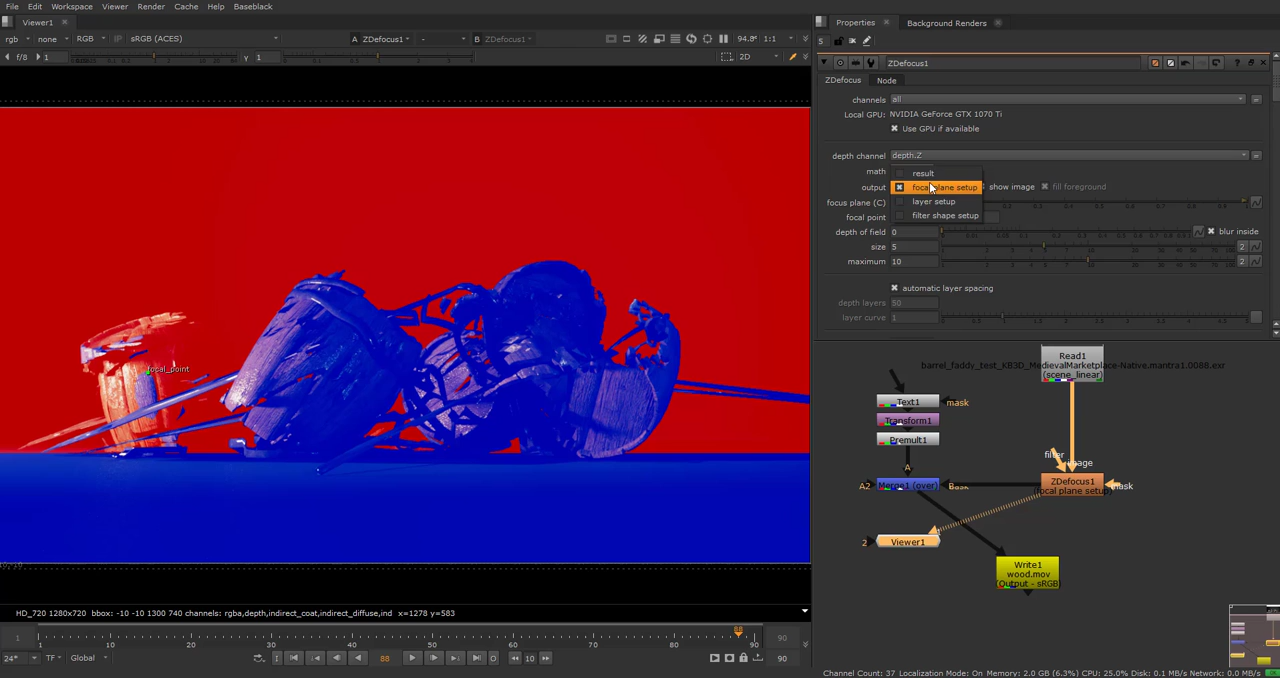 File Edit Workspace Viewer Render Cache Help Baseblack
Viewer1
Properties
Background Renders
rgb none RGB IP sRGB (ACES) A ZDefocus1 - B ZDefocus1 94.8 1:1
f/8 1 Y 1 2D
5
ZDefocus1
ZDefocus Node
channels all
Local GPU: NVIDIA GeForce GTX 1070 Ti
Use GPU if available
depth channel depth.Z
math result
output focal plane setup show image fill foreground
focus plane (C) layer setup
focal point filter shape setup
depth of field 0 blur inside
size 5 2
maximum 10 2
automatic layer spacing
depth layers 50
layer curve 1
focal_point
Read1
barrel_faddy_test_KB3D_MedievalMarketplace-Native.mantra1.0088.exr
(scene_linear)
Text1 mask
Transform1
Premult1
A
filter
image
A2 Merge1 (over)
ZDefocus1
(focal plane setup)
mask
2 Viewer1
Write1
wood.mov
(Output - sRGB)
HD_720 1280x720 bbox: -10 -10 1300 740 channels: rgba,depth,indirect_coat,indirect_diffuse,ind x=1278 y=583
1 1 10 20 30 40 50 60 70 80 88 90 90
24* TF Global 88 10 90
Channel Count: 37 Localization Mode: On Memory: 2.0 GB (6.3%) CPU: 25.0% Disk: 0.1 MB/s Network: 0.0 MB/s